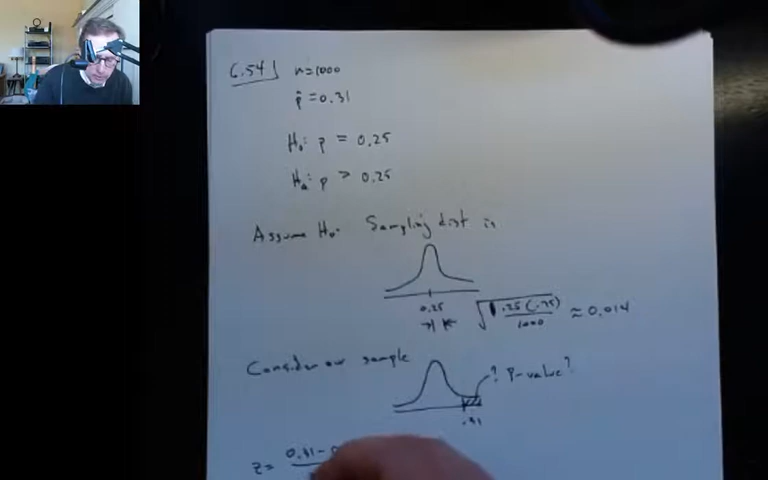 6.54 n=1000
p̂ = 0.31
H₀: p = 0.25
Hₐ: p > 0.25
Assume H₀. Sampling dist is
0.25 √(.25(.75)/1000) ≈ 0.014
Consider our sample
? P-value?
.31
z = 0.31 -